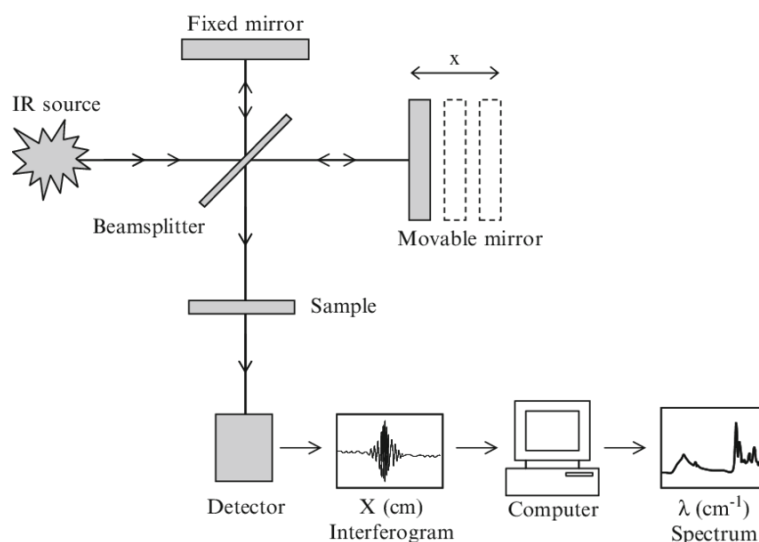 Fixed mirror
x
IR source
Beamsplitter
Movable mirror
Sample
Detector
X (cm)
Interferogram
Computer
λ (cm⁻¹)
Spectrum